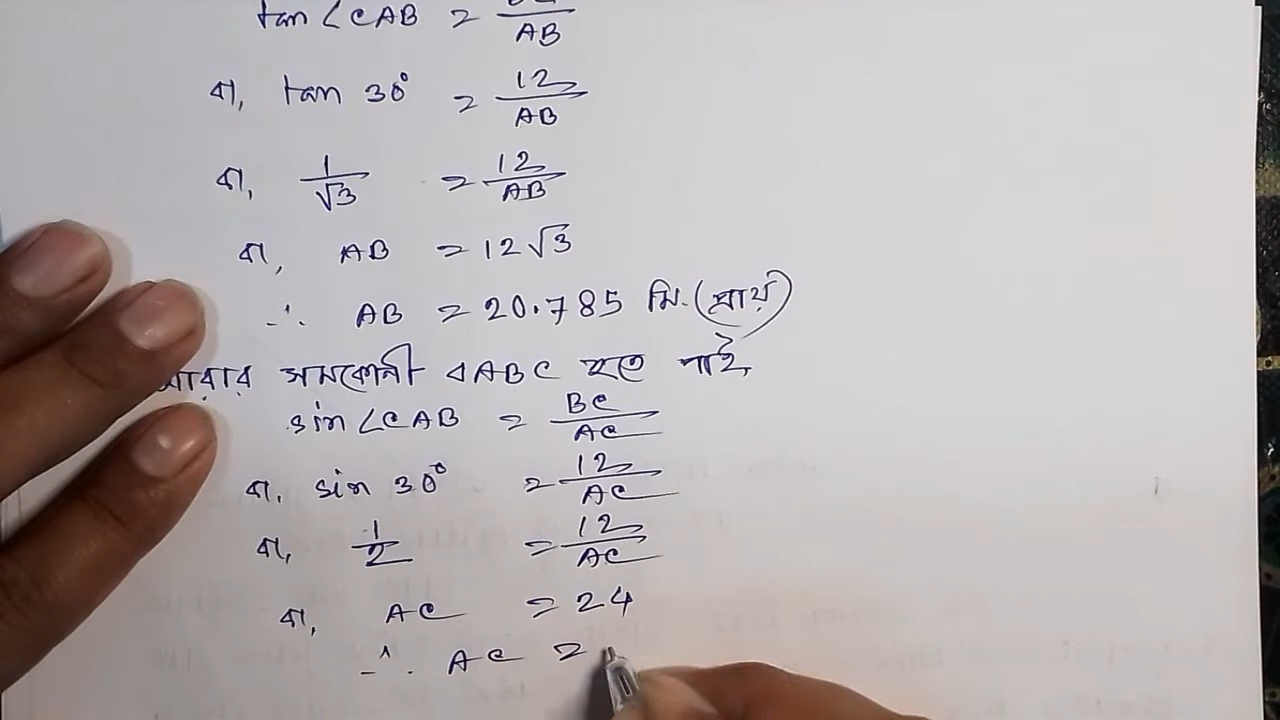 tan ∠CAB = BC/AB
বা, tan 30° = 12/AB
বা, 1/√3 = 12/AB
বা, AB = 12√3
∴ AB = 20.785 মি. (প্রায়)
আবার সমকোনী ΔABC হতে পাই,
sin ∠CAB = BC/AC
বা, sin 30° = 12/AC
বা, 1/2 = 12/AC
বা, AC = 24
∴ AC =